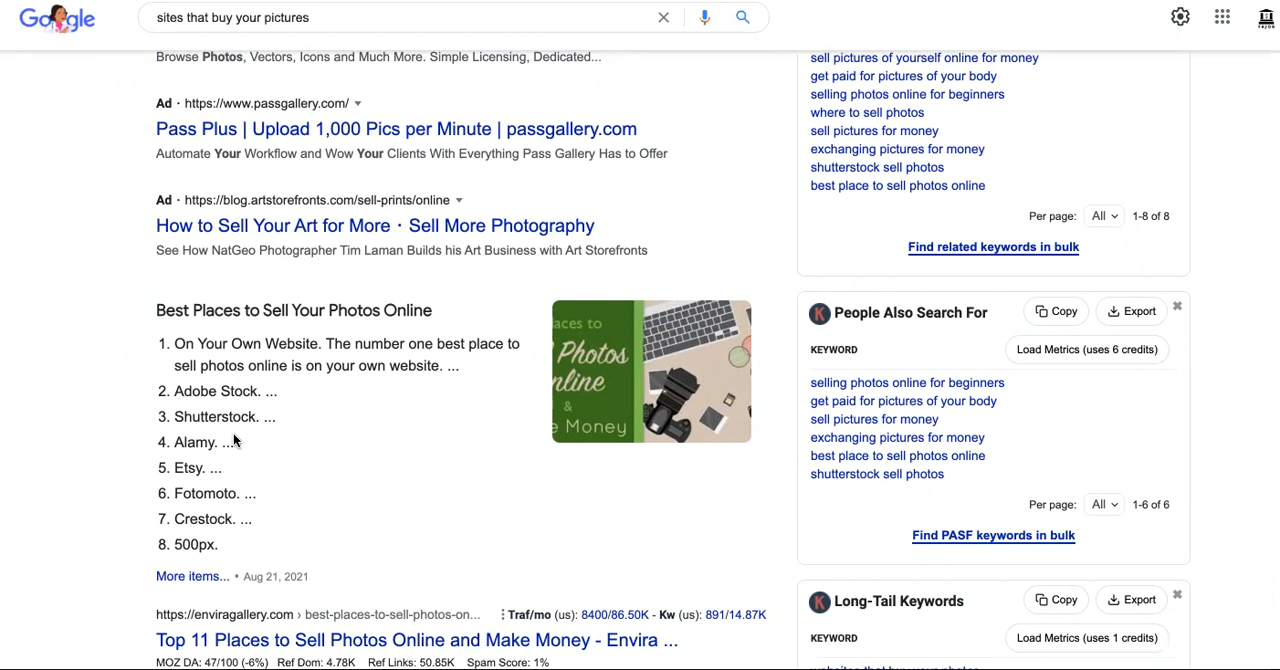 Google
sites that buy your pictures
Browse Photos, Vectors, Icons and Much More. Simple Licensing, Dedicated...
Ad · https://www.passgallery.com/
Pass Plus | Upload 1,000 Pics per Minute | passgallery.com
Automate Your Workflow and Wow Your Clients With Everything Pass Gallery Has to Offer
Ad · https://blog.artstorefronts.com/sell-prints/online
How to Sell Your Art for More · Sell More Photography
See How NatGeo Photographer Tim Laman Builds his Art Business with Art Storefronts
Best Places to Sell Your Photos Online
1. On Your Own Website. The number one best place to
sell photos online is on your own website. ...
2. Adobe Stock. ...
3. Shutterstock. ...
4. Alamy. ...
5. Etsy. ...
6. Fotomoto. ...
7. Crestock. ...
8. 500px.
aces to
Photos
nline
&
e Money
More items... • Aug 21, 2021
https://enviragallery.com › best-places-to-sell-photos-on...
Traf/mo (us): 8400/86.50K - Kw (us): 891/14.87K
Top 11 Places to Sell Photos Online and Make Money - Envira ...
MOZ DA: 47/100 (-6%) Ref Dom: 4.78K Ref Links: 50.85K Spam Score: 1%
sell pictures of yourself online for money
get paid for pictures of your body
selling photos online for beginners
where to sell photos
sell pictures for money
exchanging pictures for money
shutterstock sell photos
best place to sell photos online
Per page: All 1-8 of 8
Find related keywords in bulk
K People Also Search For Copy Export
KEYWORD Load Metrics (uses 6 credits)
selling photos online for beginners
get paid for pictures of your body
sell pictures for money
exchanging pictures for money
best place to sell photos online
shutterstock sell photos
Per page: All 1-6 of 6
Find PASF keywords in bulk
K Long-Tail Keywords Copy Export
KEYWORD Load Metrics (uses 1 credits)